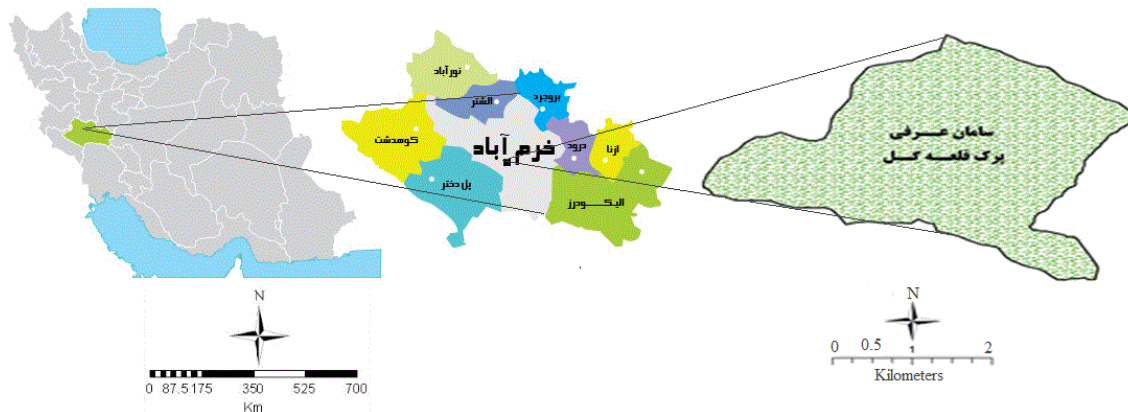 نورآباد
الشتر
بروجرد
کوهدشت
خرم آباد
درود
ازنا
پل دختر
الیگودرز
سامان عرفی
برک قلعه گل
N
0 87.5 175 350 525 700
Km
N
0 0.5 1 2
Kilometers